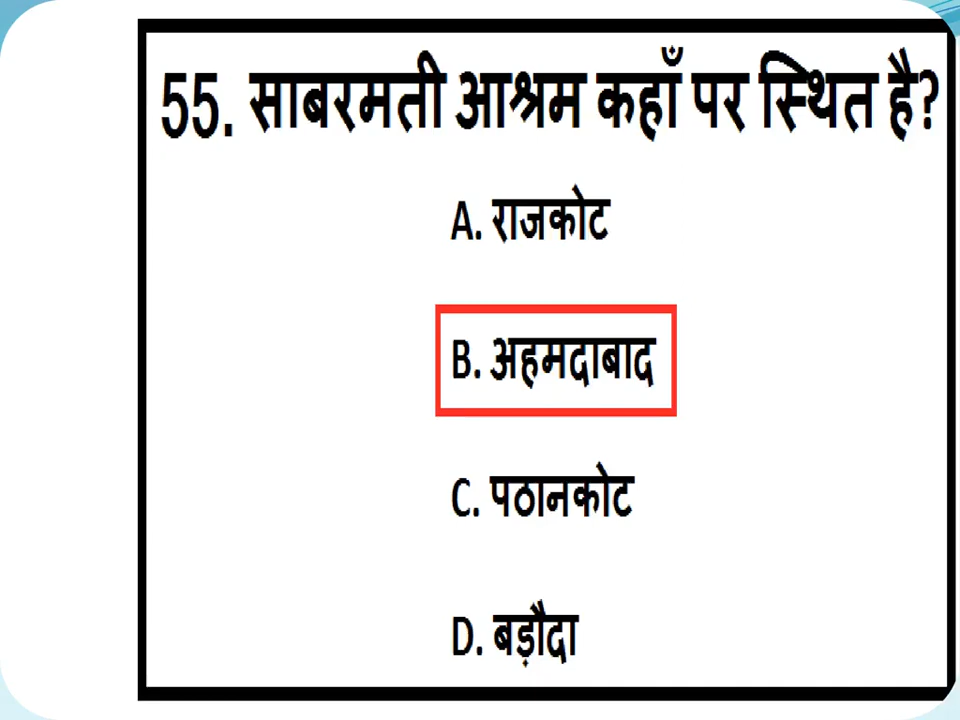 55. साबरमती आश्रम कहाँ पर स्थित है?
A. राजकोट
B. अहमदाबाद
C. पठानकोट
D. बड़ौदा